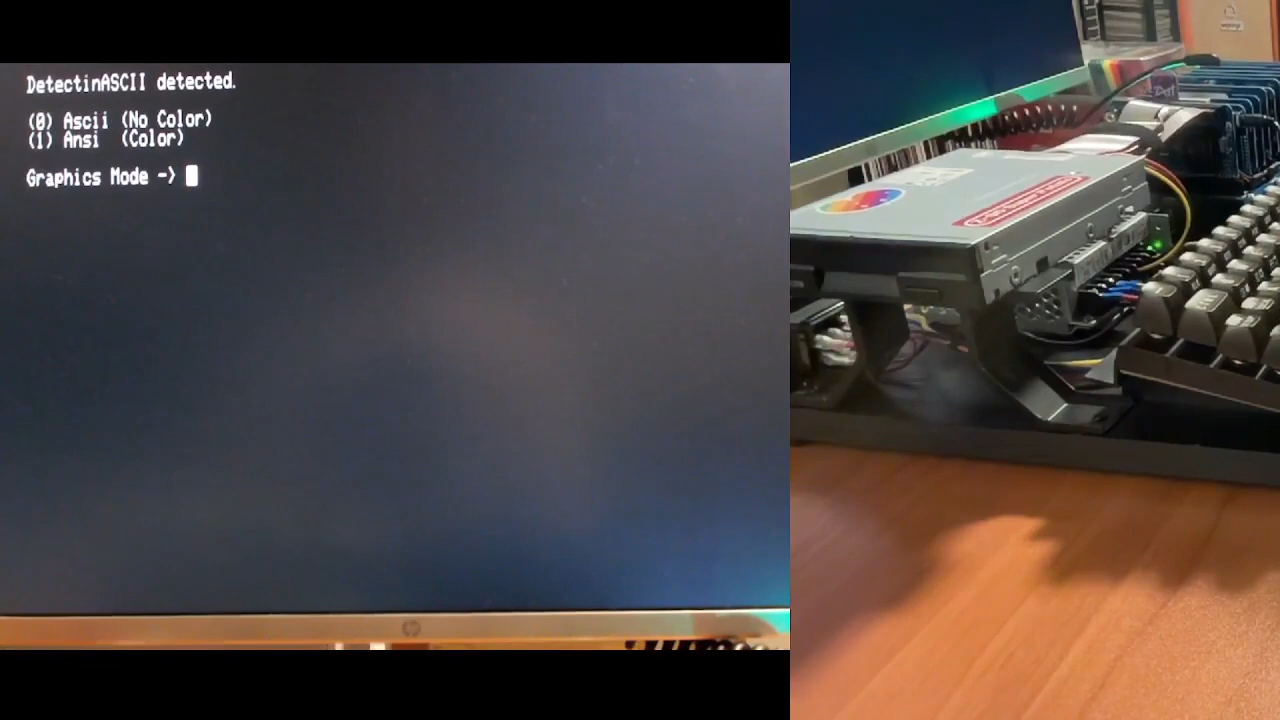 DetectinASCII detected.
(0) Ascii (No Color)
(1) Ansi  (Color)
Graphics Mode ->